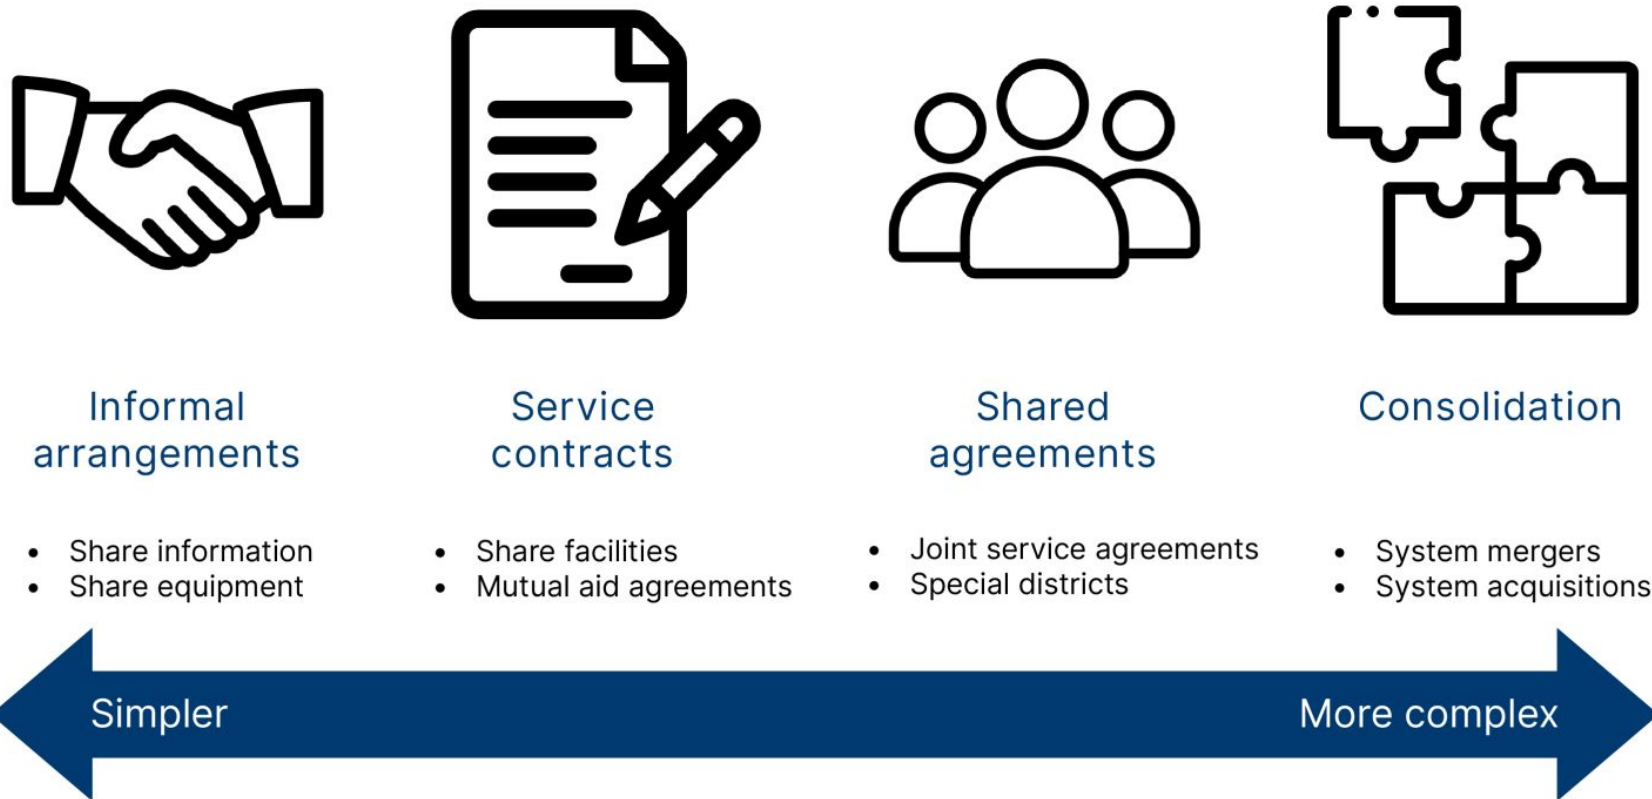 Informal
arrangements
• Share information
• Share equipment
Service
contracts
• Share facilities
• Mutual aid agreements
Shared
agreements
• Joint service agreements
• Special districts
Consolidation
• System mergers
• System acquisitions
Simpler
More complex